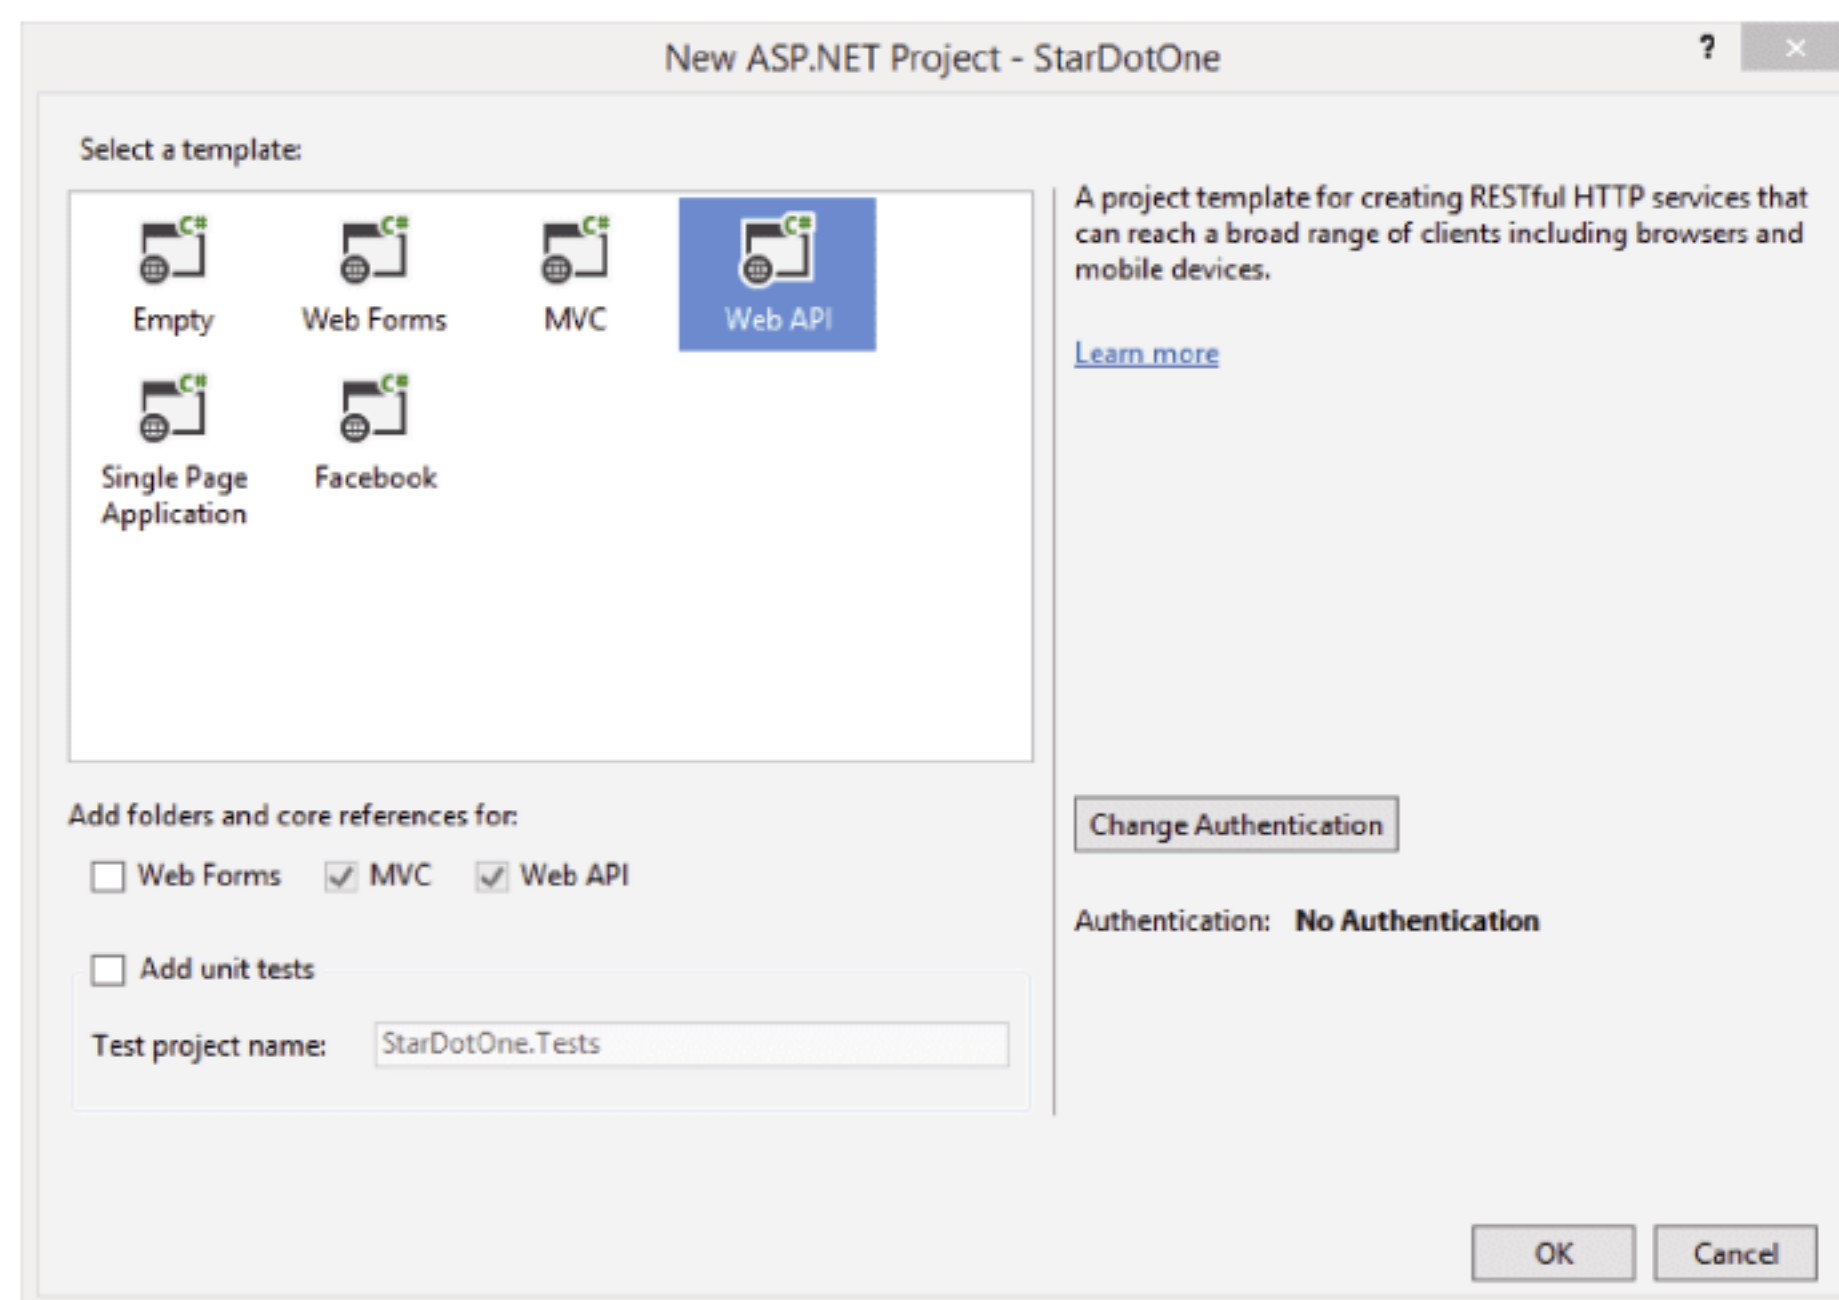 New ASP.NET Project - StarDotOne
?
Select a template:
C# C# C# C#
Empty Web Forms MVC Web API
C# C#
Single Page Facebook
Application
A project template for creating RESTful HTTP services that
can reach a broad range of clients including browsers and
mobile devices.
Learn more
Add folders and core references for:
Web Forms MVC Web API
Add unit tests
Test project name: StarDotOne.Tests
Change Authentication
Authentication: No Authentication
OK Cancel